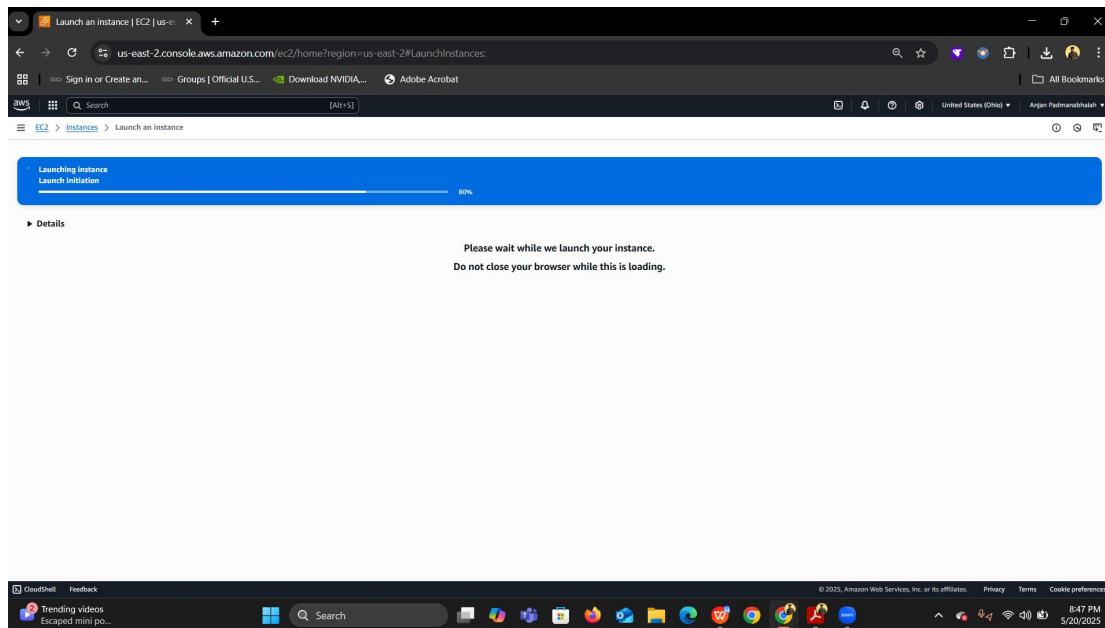 Launch an instance | EC2 | us-e
us-east-2.console.aws.amazon.com/ec2/home?region=us-east-2#LaunchInstances:
Sign in or Create an... Groups | Official U.S... Download NVIDIA,... Adobe Acrobat All Bookmarks
aws Search [Alt+S] United States (Ohio) Anjan Padmanabhaiah
EC2 > Instances > Launch an instance
Launching instance
Launch initiation
80%
Details
Please wait while we launch your instance.
Do not close your browser while this is loading.
CloudShell Feedback © 2025, Amazon Web Services, Inc. or its affiliates. Privacy Terms Cookie preferences
2 Trending videos
Escaped mini po...
Search
8:47 PM
5/20/2025